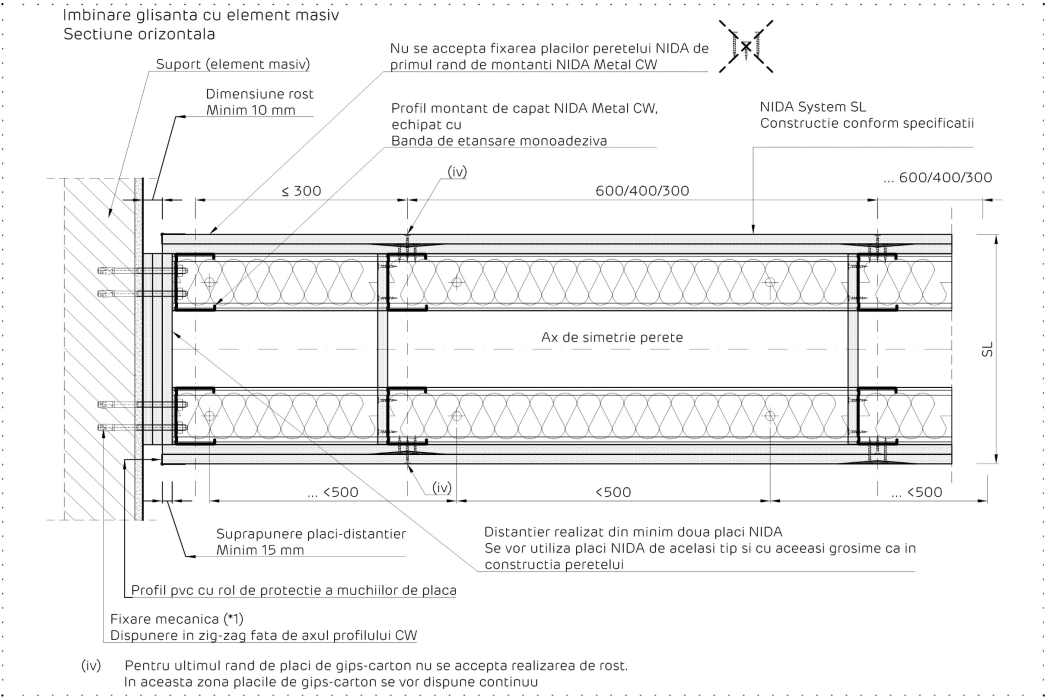 Imbinare glisanta cu element masiv
Sectiune orizontala
Nu se accepta fixarea placilor peretelui NIDA de
primul rand de montanti NIDA Metal CW
Suport (element masiv)
Dimensiune rost
Minim 10 mm
Profil montant de capat NIDA Metal CW,
echipat cu
Banda de etansare monoadeziva
NIDA System SL
Constructie conform specificatii
(iv)
≤ 300
600/400/300
... 600/400/300
Ax de simetrie perete
SL
(iv)
... <500
<500
... <500
Suprapunere placi-distantier
Minim 15 mm
Distantier realizat din minim doua placi NIDA
Se vor utiliza placi NIDA de acelasi tip si cu aceeasi grosime ca in
constructia peretelui
Profil pvc cu rol de protectie a muchiilor de placa
Fixare mecanica (*1)
Dispunere in zig-zag fata de axul profilului CW
(iv) Pentru ultimul rand de placi de gips-carton nu se accepta realizarea de rost.
In aceasta zona placile de gips-carton se vor dispune continuu